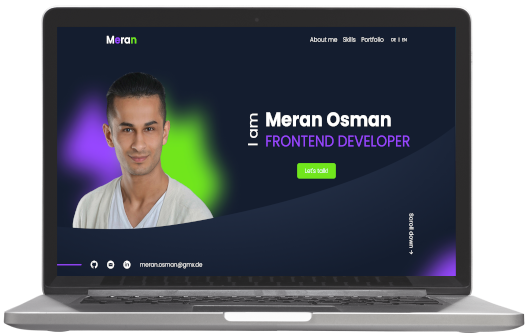 Meran
About me Skills Portfolio DE | EN
I am
Meran Osman
FRONTEND DEVELOPER
Let's talk!
Scroll down →
meran.osman@gmx.de